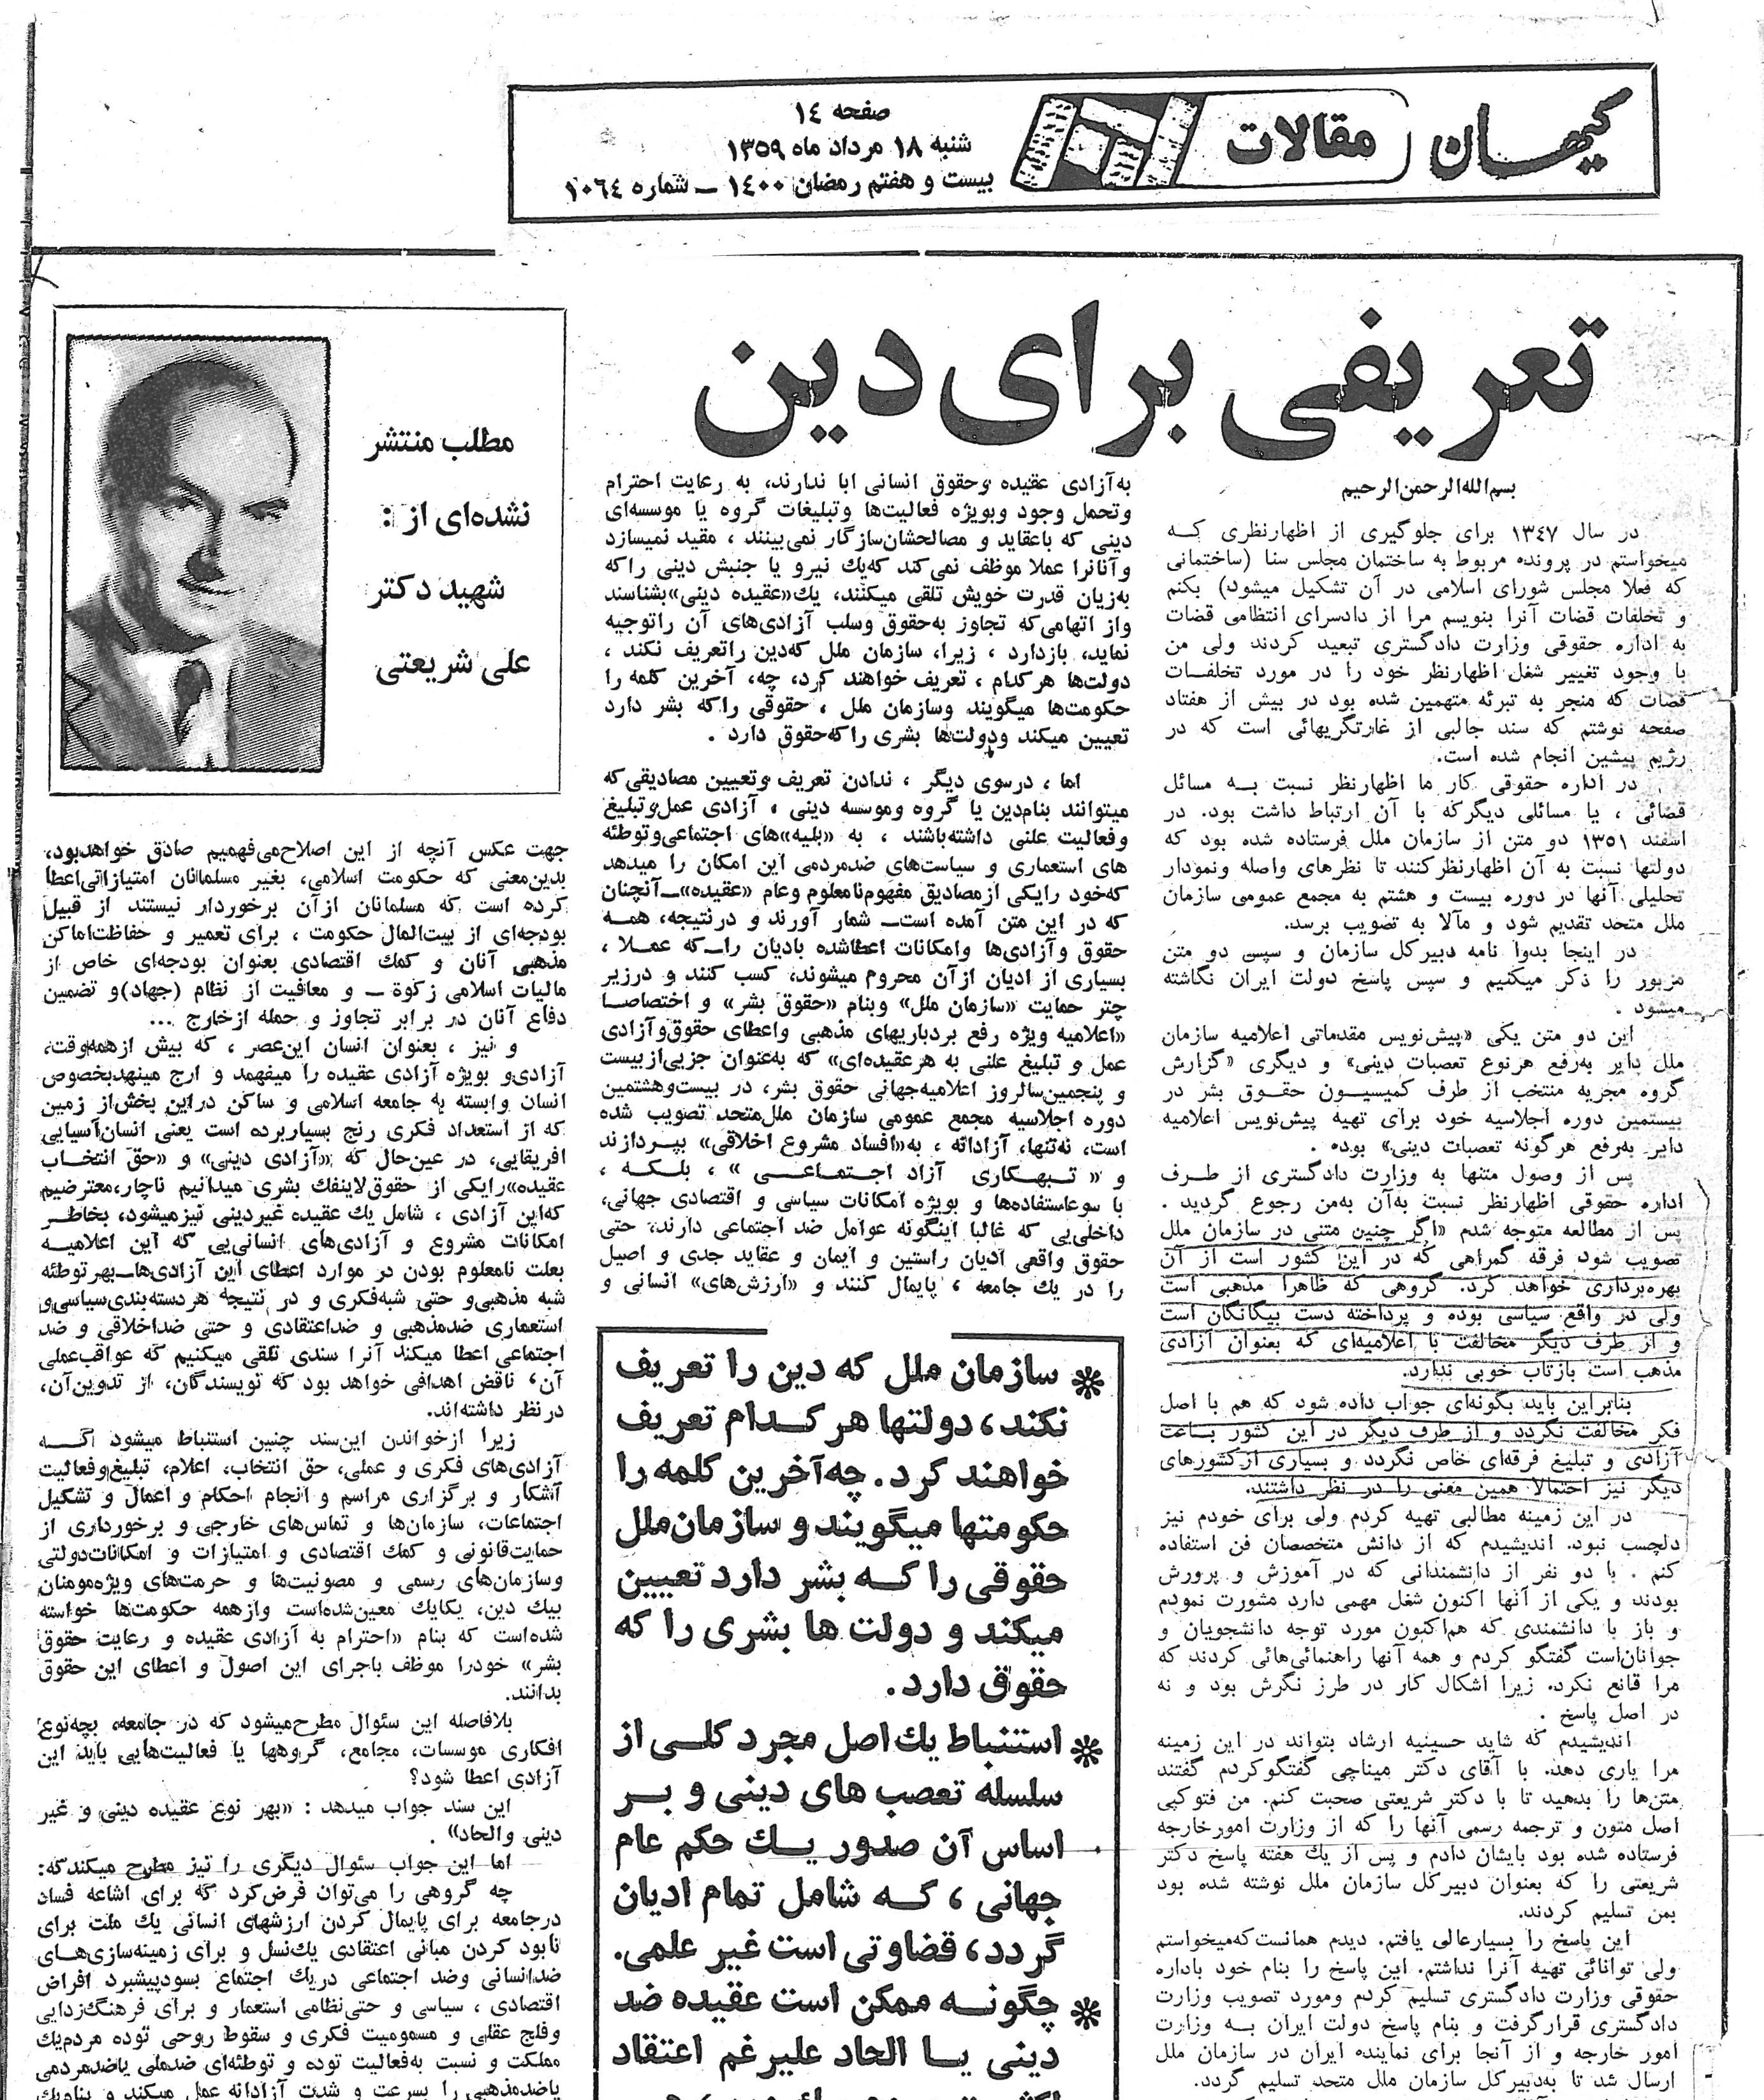 کیهان
مقالات
صفحه ۱۴
شنبه ۱۸ مرداد ماه ۱۳۵۹
بیست و هفتم رمضان ۱۴۰۰ ــ شماره ۱۰۶۴
تعریفی برای دین
بسم‌الله‌الرحمن‌الرحیم
در سال ۱۳۴۷ برای جلوگیری از اظهارنظری کـه
میخواستم در پرونده مربوط به ساختمان مجلس سنا (ساختمانی
که فعلا مجلس شورای اسلامی در آن تشکیل میشود) بکنم
و تخلفات قضات آنرا بنویسم مرا از دادسرای انتظامی قضات
به اداره حقوقی وزارت دادگستری تبعید کردند ولی من
با وجود تغییر شغل اظهارنظر خود را در مورد تخلفـات
قضات که منجر به تبرئه متهمین شده بود در بیش از هفتاد
صفحه نوشتم که سند جالبی از غارتگریهائی است که در
رژیم پیشین انجام شده است.
در اداره حقوقی کار ما اظهارنظر نسبت بـه مسائل
قضائی ، یا مسائلی دیگرکه با آن ارتباط داشت بود. در
اسفند ۱۳۵۱ دو متن از سازمان ملل فرستاده شده بود که
دولتها نسبت به آن اظهارنظرکنند تا نظرهای واصله ونمودار
تحلیلی آنها در دوره بیست و هشتم به مجمع عمومی سازمان
ملل متحد تقدیم شود و مآلا به تصویب برسد.
در اینجا بدوا نامه دبیرکل سازمان و سپس دو متن
مزبور را ذکر میکنیم و سپس پاسخ دولت ایران نگاشته
میشود .
این دو متن یکی «پیش‌نویس مقدماتی اعلامیه سازمان
ملل دایر به‌رفع هرنوع تعصبات دینی» و دیگری «گزارش
گروه مجریه منتخب از طرف کمیسیـون حقـوق بشر در
بیستمین دوره اجلاسیه خود برای تهیه پیش‌نویس اعلامیه
دایر به‌رفع هرگونه تعصبات دینی» بوده .
پس از وصول متنها به وزارت دادگستری از طـرف
اداره حقوقی اظهارنظر نسبت به‌آن به‌من رجوع گردید .
پس از مطالعه متوجه شدم «اگر چنین متنی در سازمان ملل
تصویب شود فرقه گمراهی که در این کشور است از آن
بهره‌برداری خواهد کرد. گروهی که ظاهرا مذهبی است
ولی در واقع سیاسی بوده و پرداخته دست بیگانگان است
و از طرف دیگر مخالفت با اعلامیه‌ای که بعنوان آزادی
مذهب است بازتاب خوبی ندارد.
بنابراین باید بگونه‌ای جواب داده شود که هم با اصل
فکر مخالفت نگردد و از طرف دیگر در این کشور بـاعث
آزادی و تبلیغ فرقه‌ای خاص نگردد و بسیاری ازکشورهای
دیگر نیز احتمالا همین معنی را در نظر داشتند.
در این زمینه مطالبی تهیه کردم ولی برای خودم نیز
دلچسب نبود. اندیشیدم که از دانش متخصصان فن استفاده
کنم . با دو نفر از دانشمندانی که در آموزش و پرورش
بودند و یکی از آنها اکنون شغل مهمی دارد مشورت نمودم
و باز با دانشمندی که هم‌اکنون مورد توجه دانشجویان و
جوانان‌است گفتگو کردم و همه آنها راهنمائی‌هائی کردند که
مرا قانع نکرد. زیرا اشکال کار در طرز نگرش بود و نه
در اصل پاسخ .
اندیشیدم که شاید حسینیه ارشاد بتواند در این زمینه
مرا یاری دهد. با آقای دکتر میناچی گفتگوکردم گفتند
متن‌ها را بدهید تا با دکتر شریعتی صحبت کنم. من فتوکپی
اصل متون و ترجمه رسمی آنها را که از وزارت امورخارجه
فرستاده شده بود بایشان دادم و پس از یك هفته پاسخ دکتر
شریعتی را که بعنوان دبیرکل سازمان ملل نوشته شده بود
بمن تسلیم کردند.
این پاسخ را بسیارعالی یافتم. دیدم همانست‌که‌میخواستم
ولی توانائی تهیه آنرا نداشتم. این پاسخ را بنام خود باداره
حقوقی وزارت دادگستری تسلیم کردم ومورد تصویب وزارت
دادگستری قرارگرفت و بنام پاسخ دولت ایران بـه وزارت
امور خارجه و از آنجا برای نماینده ایران در سازمان ملل
ارسال شد تا به‌دبیرکل سازمان ملل متحد تسلیم گردد.
به‌آزادی عقیده وحقوق انسانی ابا ندارند، به رعایت احترام
وتحمل وجود وبویژه فعالیت‌ها وتبلیغات گروه یا موسسه‌ای
دینی که باعقاید و مصالحشان‌سازگار نمی‌بینند ، مقید نمیسازد
وآنانرا عملا موظف نمی‌کند که‌یك نیرو یا جنبش دینی راکه
به‌زیان قدرت خویش تلقی میکنند، یك«عقیده دینی»بشناسند
واز اتهامی‌که تجاوز به‌حقوق وسلب آزادی‌های آن راتوجیه
نماید، بازدارد ، زیرا، سازمان ملل که‌دین راتعریف نکند ،
دولت‌ها هرکدام ، تعریف خواهند کرد، چه، آخرین کلمه را
حکومت‌ها میگویند وسازمان ملل ، حقوقی راکه بشر دارد
تعیین میکند ودولت‌ها بشری راکه‌حقوق دارد .
اما ، درسوی دیگر ، ندادن تعریف وتعیین مصادیقی‌که
میتوانند بنام‌دین یا گروه وموسسه دینی ، آزادی عمل‌وتبلیغ
وفعالیت علنی داشته‌باشند ، به «بلیه»های اجتماعی‌وتوطئه
های استعماری و سیاست‌های ضدمردمی این امکان را میدهد
که‌خود رایکی ازمصادیق مفهوم‌نامعلوم وعام «عقیده»ــ‌آنچنان
که در این متن آمده است‌ــ شمار آورند و درنتیجه، همـه
حقوق وآزادی‌ها وامکانات اعطاشده بادیان راــ‌که عمـلا ،
بسیاری از ادیان ازآن محروم میشوند، کسب کنند و درزیر
چتر حمایت «سازمان ملل» وبنام «حقوق بشر» و اختصاصـا
«اعلامیه ویژه رفع بردباریهای مذهبی واعطای حقوق‌وآزادی
عمل و تبلیغ علنی به هرعقیده‌ای» که به‌عنوان جزیی‌ازبیست
و پنجمین‌سالروز اعلامیه‌جهانی حقوق بشر، در بیست‌وهشتمین
دوره اجلاسیه مجمع عمومی سازمان ملل‌متحد تصویب شده
است، نه‌تنها، آزادانه ، به«افساد مشروع اخلاقی» بپردازند
و « تبهکاری آزاد اجتماعی » ، بلـکـه ،
با سوءاستفاده‌ها و بویژه امکانات سیاسی و اقتصادی جهانی،
داخلی‌یی که غالبا اینگونه عوامل ضد اجتماعی دارند، حتی
حقوق واقعی ادیان راستین و ایمان و عقاید جدی و اصیل
را در یك جامعه ، پایمال کنند و «ارزش‌های» انسانی و
✻ سازمان ملل که دین را تعریف
نکند، دولتها هر کـدام تعریف
خواهند کرد. چه‌آخرین کلمه را
حکومتها میگویند و سازمان‌ملل
حقوقی را کـه بشر دارد تعیین
میکند و دولت ها بشری را که
حقوق دارد.
✻ استنباط یك‌اصل مجرد کلـی از
سلسله تعصب های دینی و بـر
اساس آن صدور یـك حکم عام
جهانی ، کـه شامل تمام ادیان
گردد، قضاوتی است غیر علمی.
✻ چگونـه ممکن است عقیده ضد
دینی یـا الحاد علیرغم اعتقاد
مطلب منتشر
نشده‌ای از :
شهید دکتر
علی شریعتی
جهت عکس آنچه از این اصلاح‌می‌فهمیم صادق خواهدبود،
بدین‌معنی که حکومت اسلامی، بغیر مسلمانان امتیازاتی‌اعطا
کرده است که مسلمانان ازآن برخوردار نیستند از قبیل
بودجه‌ای از بیت‌المال حکومت ، برای تعمیر و حفاظت‌اماکن
مذهبی آنان و کمك اقتصادی بعنوان بودجه‌ای خاص از
مالیات اسلامی زکوة ــ و معافیت از نظام (جهاد)و تضمین
دفاع آنان در برابر تجاوز و حمله ازخارج ...
و نیز ، بعنوان انسان این‌عصر ، که بیش ازهمه‌وقت،
آزادی‌و بویژه آزادی عقیده را میفهمد و ارج مینهدبخصوص
انسان وابسته به جامعه اسلامی و ساکن دراین بخش‌از زمین
که از استعداد فکری رنج بسیاربرده است یعنی انسان‌آسیایی
افریقایی، در عین‌حال که «آزادی دینی» و «حق انتخـاب
عقیده»رایکی از حقوق‌لاینفك بشری میدانیم ناچار،معترضیم
که‌این آزادی ، شامل یك عقیده غیردینی نیزمیشود، بخاطـر
امکانات مشروع و آزادی‌های انسانی‌یی که این اعلامیـه
بعلت نامعلوم بودن در موارد اعطای این آزادی‌هاــ‌بهرتوطئه
شبه مذهبی‌و حتی شبه‌فکری و در نتیجه هردسته‌بندی‌سیاسی‌و
استعماری ضدمذهبی و ضداعتقادی و حتی ضداخلاقی و ضد
اجتماعی اعطا میکند آنرا سندی تلقی میکنیم که عواقب‌عملی
آن، ناقض اهدافی خواهد بود که نویسندگان، از تدوین‌آن،
درنظر داشته‌اند.
زیرا ازخواندن این‌سند چنین استنباط میشود اگـه
آزادی‌های فکری و عملی، حق انتخاب، اعلام، تبلیغ‌وفعالیت
آشکار و برگزاری مراسم و انجام احکام و اعمال و تشکیل
اجتماعات، سازمان‌ها و تماس‌های خارجی و برخورداری از
حمایت‌قانونی و کمك اقتصادی و امتیازات و امکانات‌دولتی
وسازمان‌های رسمی و مصونیت‌ها و حرمت‌های ویژه‌مومنان
بیك دین، یکایك معین‌شده‌است وازهمه حکومت‌ها خواسته
شده‌است که بنام «احترام به آزادی عقیده و رعایت حقوق
بشر» خودرا موظف باجرای این اصول و اعطای این حقوق
بدانند.
بلافاصله این سئوال مطرح‌میشود که در جامعه، بچه‌نوع
افکاری موسسات، مجامع، گروهها یا فعالیت‌هایی باید این
آزادی اعطا شود؟
این سند جواب میدهد : «بهر نوع عقیده دینی و غیر
دینی والحاد» .
اما این جواب سئوال دیگری را نیز مطرح میکندکه:
چه گروهی را می‌توان فرض‌کرد که برای اشاعه فساد
درجامعه برای پایمال کردن ارزشهای انسانی یك ملت برای
نابود کردن مبانی اعتقادی یك‌نسل و برای زمینه‌سازی‌هـای
ضدانسانی وضد اجتماعی دریك اجتماع بسودپیشبرد اغراض
اقتصادی ، سیاسی و حتی‌نظامی استعمار و برای فرهنگ‌زدایی
وفلج عقلی و مسمومیت فکری و سقوط روحی توده مردم‌یك
مملکت و نسبت به‌فعالیت توده و توطئه‌ای ضدملی یاضدمردمی
یاضدمذهبی را بسرعت و شدت آزادانه عمل میکند و بنام‌یك